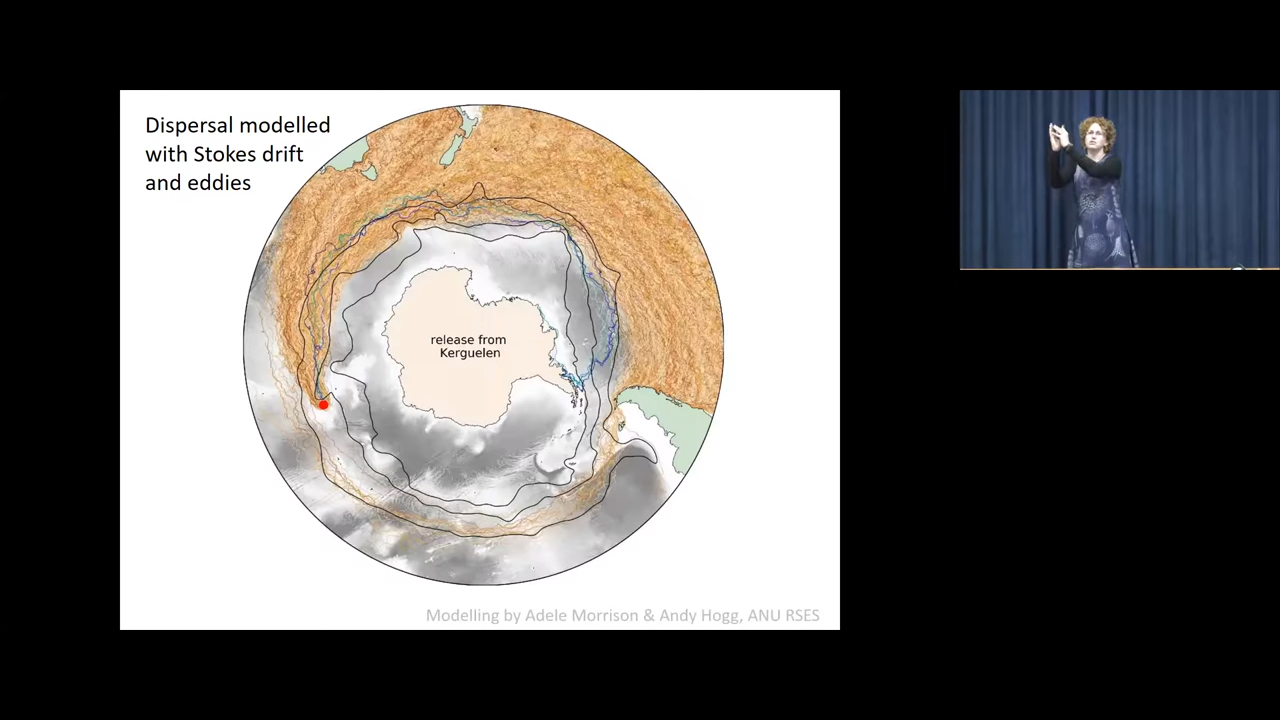 Dispersal modelled
with Stokes drift
and eddies
release from
Kerguelen
Modelling by Adele Morrison & Andy Hogg, ANU RSES